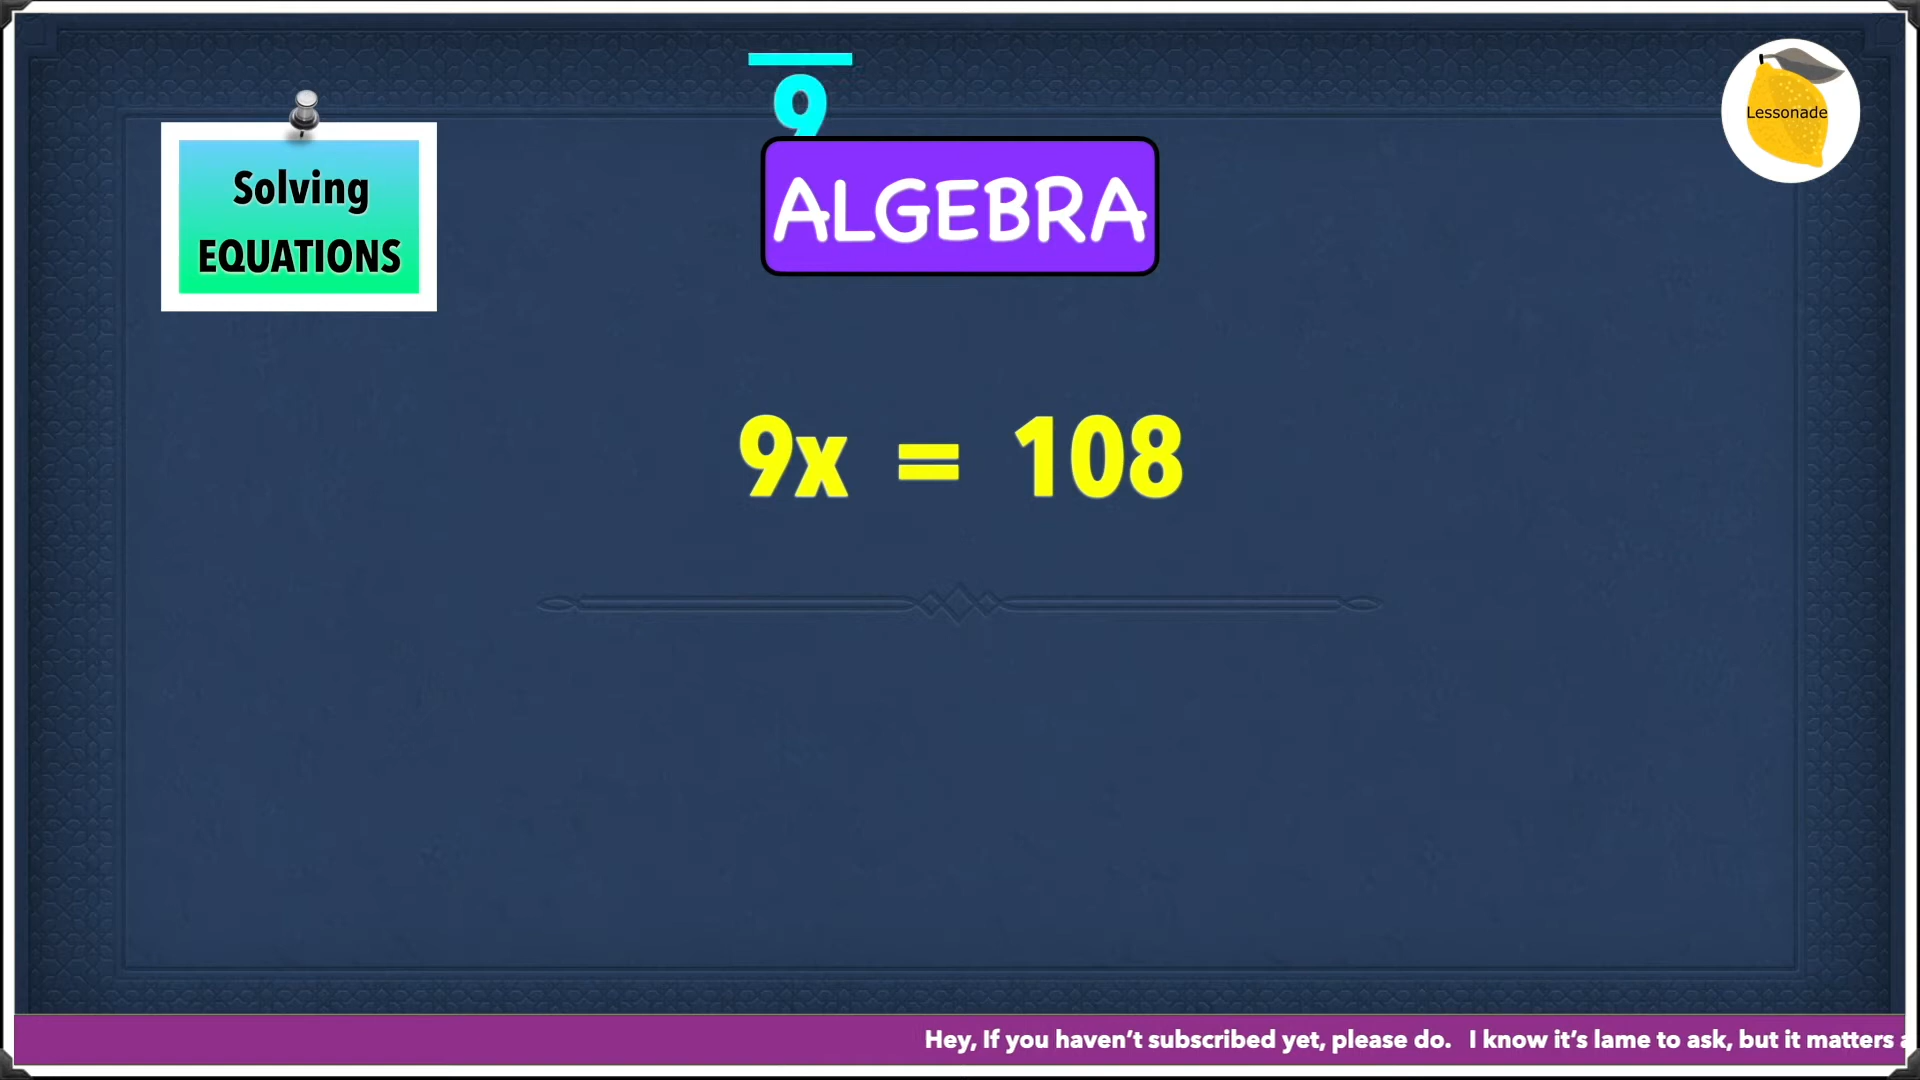 9
Solving
EQUATIONS
ALGEBRA
Lessonade
9x = 108
Hey, If you haven’t subscribed yet, please do. I know it’s lame to ask, but it matters